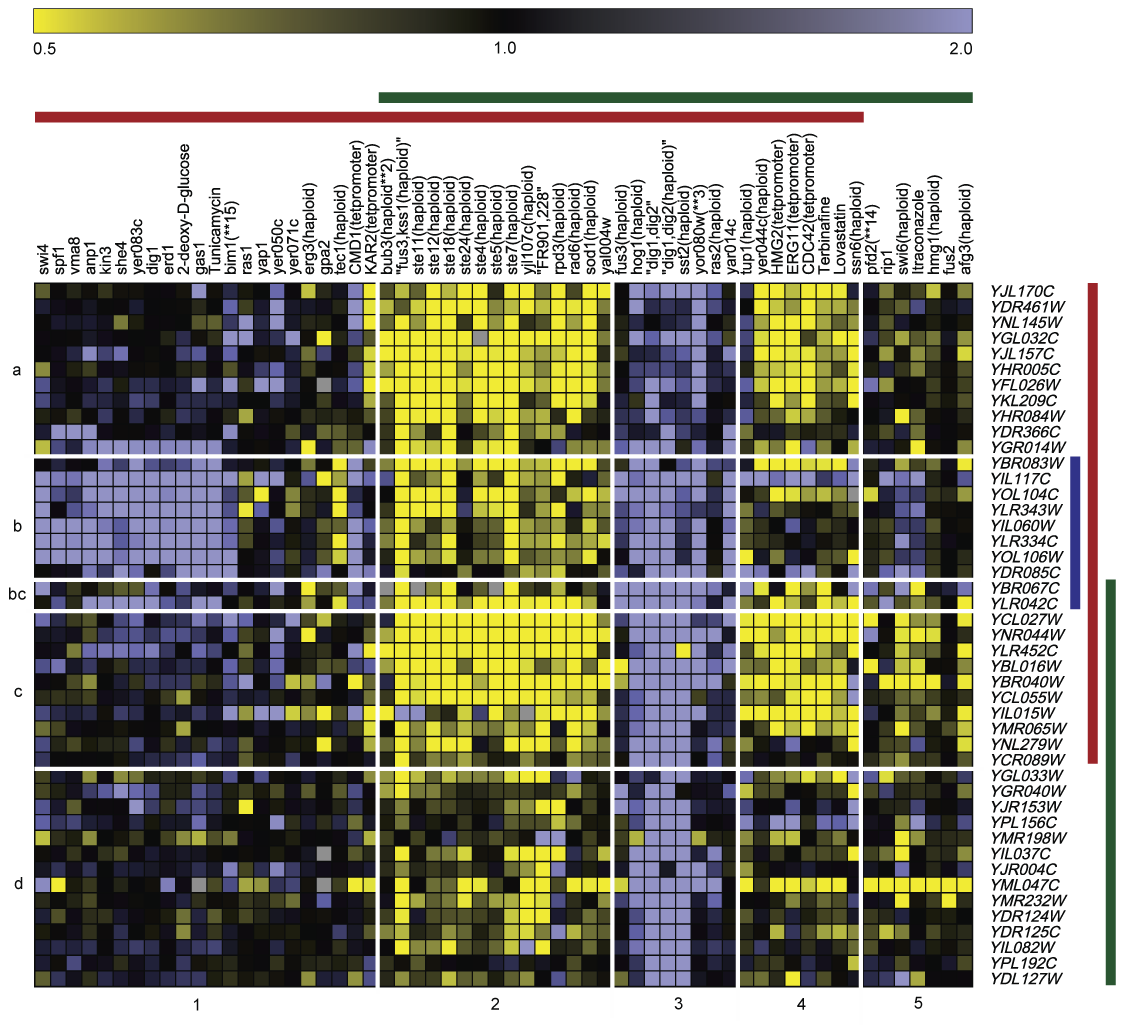 0.5 1.0 2.0
swi4
spf1
vma8
anp1
kin3
she4
yer083c
dig1
erd1
2-deoxy-D-glucose
gas1
Tunicamycin
bim1(**15)
ras1
yap1
yer050c
yer071c
erg3(haploid)
gpa2
tec1(haploid)
CMD1(tetpromoter)
KAR2(tetpromoter)
bub3(haploid**2)
"fus3,kss1(haploid)"
ste11(haploid)
ste12(haploid)
ste18(haploid)
ste24(haploid)
ste4(haploid)
ste5(haploid)
ste7(haploid)
yjl107c(haploid)
"FR901,228"
rpd3(haploid)
rad6(haploid)
sod1(haploid)
yal004w
fus3(haploid)
hog1(haploid)
"dig1,dig2"
"dig1,dig2(haploid)"
sst2(haploid)
yor080w(**3)
ras2(haploid)
yar014c
tup1(haploid)
yer044c(haploid)
HMG2(tetpromoter)
ERG11(tetpromoter)
CDC42(tetpromoter)
Terbinafine
Lovastatin
ssn6(haploid)
pfd2(**14)
rip1
swi6(haploid)
Itraconazole
hmg1(haploid)
fus2
afg3(haploid)
YJL170C
YDR461W
YNL145W
YGL032C
a YJL157C
YHR005C
YFL026W
YKL209C
YHR084W
YDR366C
YGR014W
YBR083W
YIL117C
YOL104C
YLR343W
b YIL060W
YLR334C
YOL106W
YDR085C
bc YBR067C
YLR042C
YCL027W
YNR044W
YLR452C
YBL016W
YBR040W
c YCL055W
YIL015W
YMR065W
YNL279W
YCR089W
YGL033W
YGR040W
YJR153W
YPL156C
YMR198W
YIL037C
YJR004C
d YML047C
YMR232W
YDR124W
YDR125C
YIL082W
YPL192C
YDL127W
1 2 3 4 5